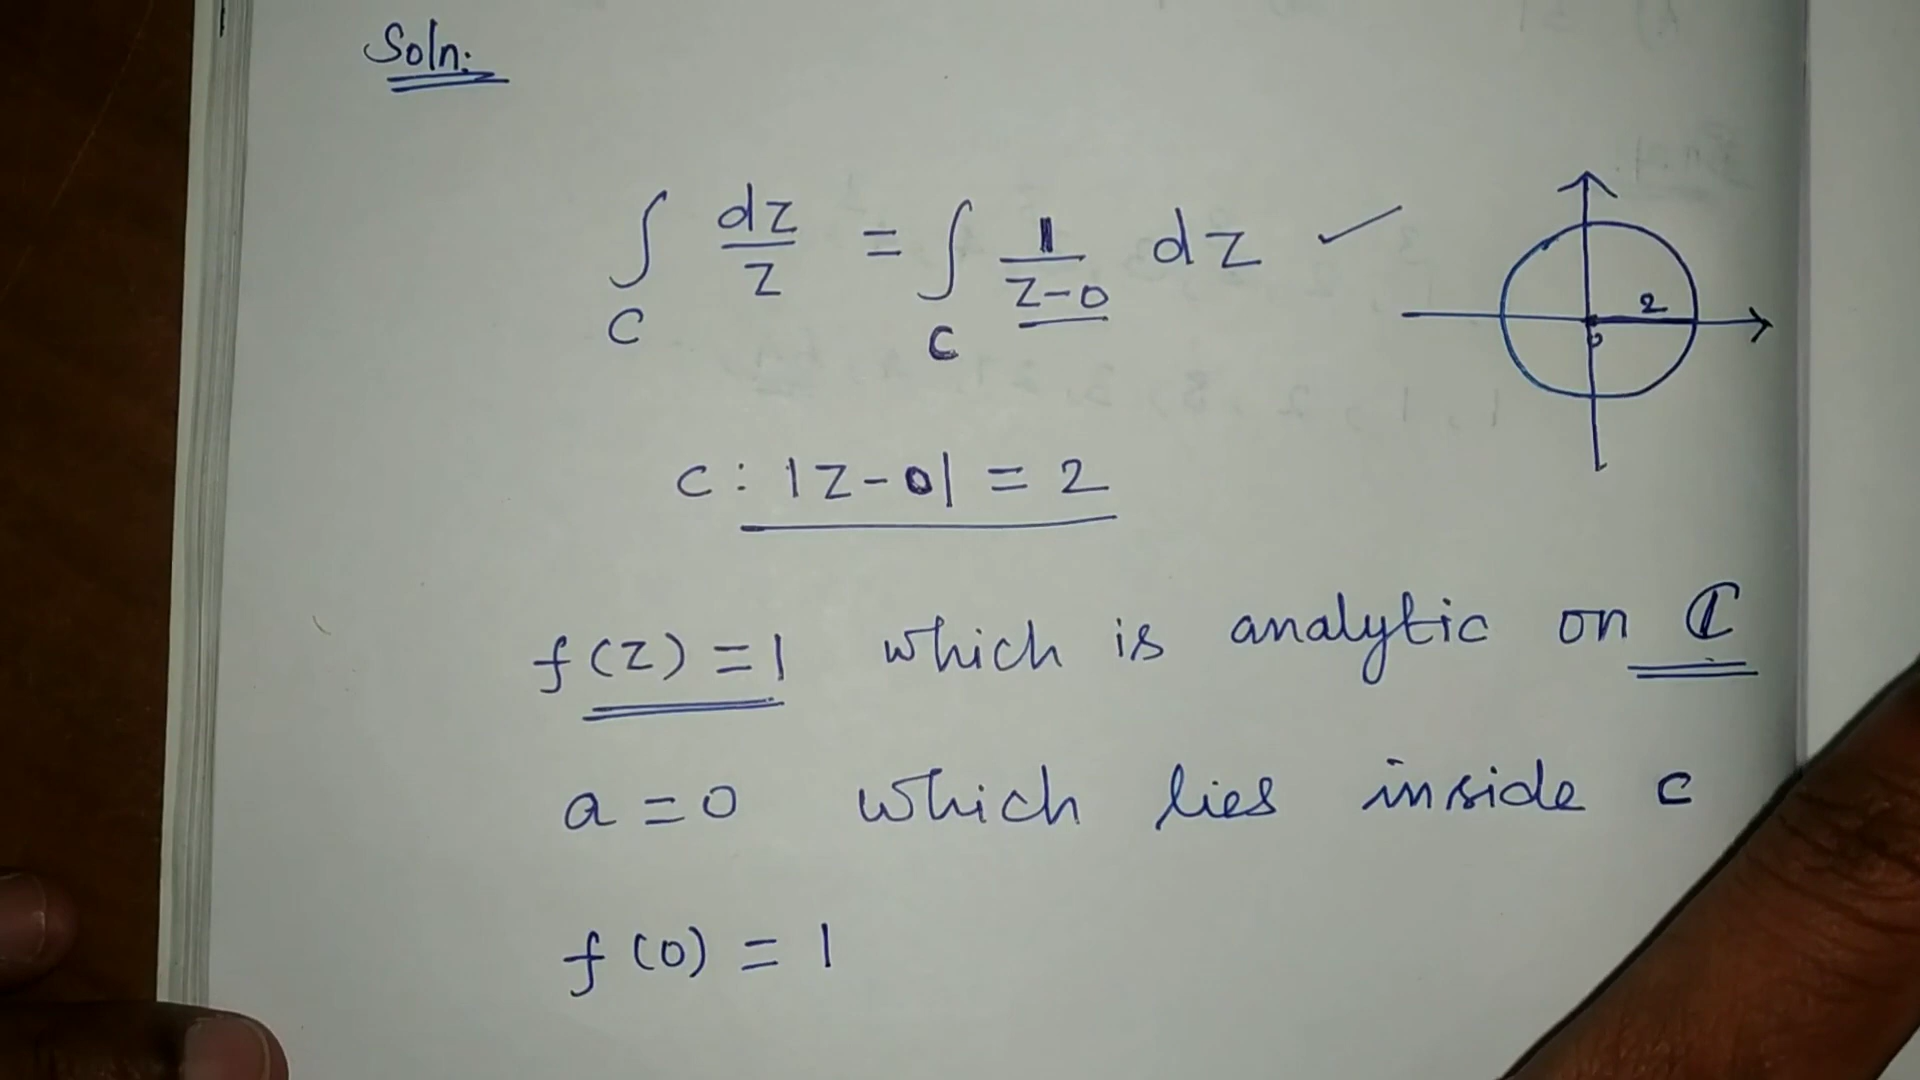 Soln.
∫_C dz/z = ∫_C 1/(z-0) dz ✓
2
0
C: |z-0| = 2
f(z) = 1 which is analytic on ℂ
a = 0 which lies inside C
f(0) = 1